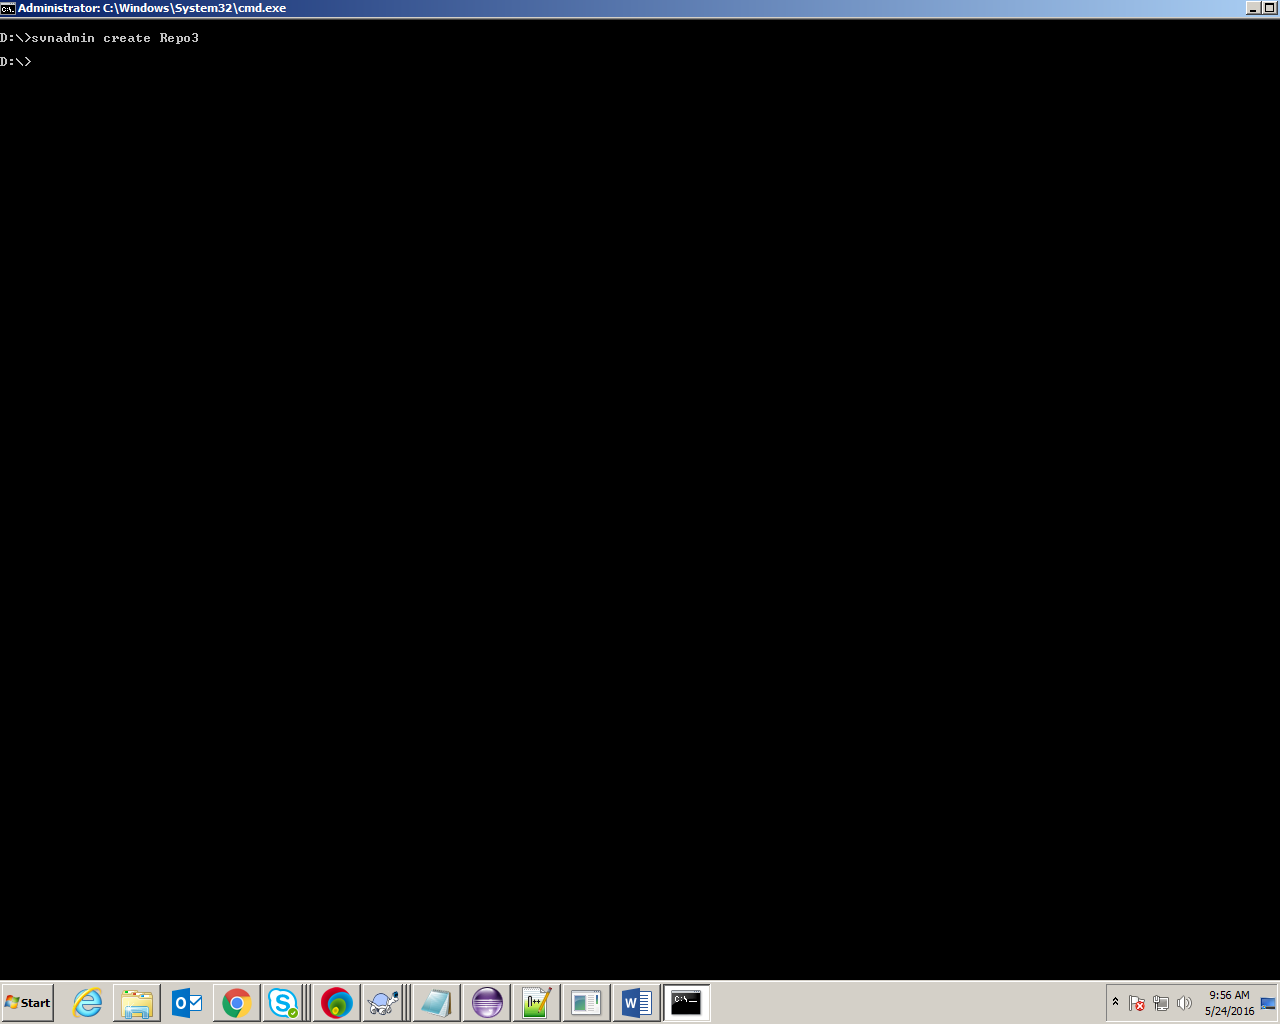 Administrator: C:\Windows\System32\cmd.exe
D:\>svnadmin create Repo3
D:\>
Start
9:56 AM
5/24/2016